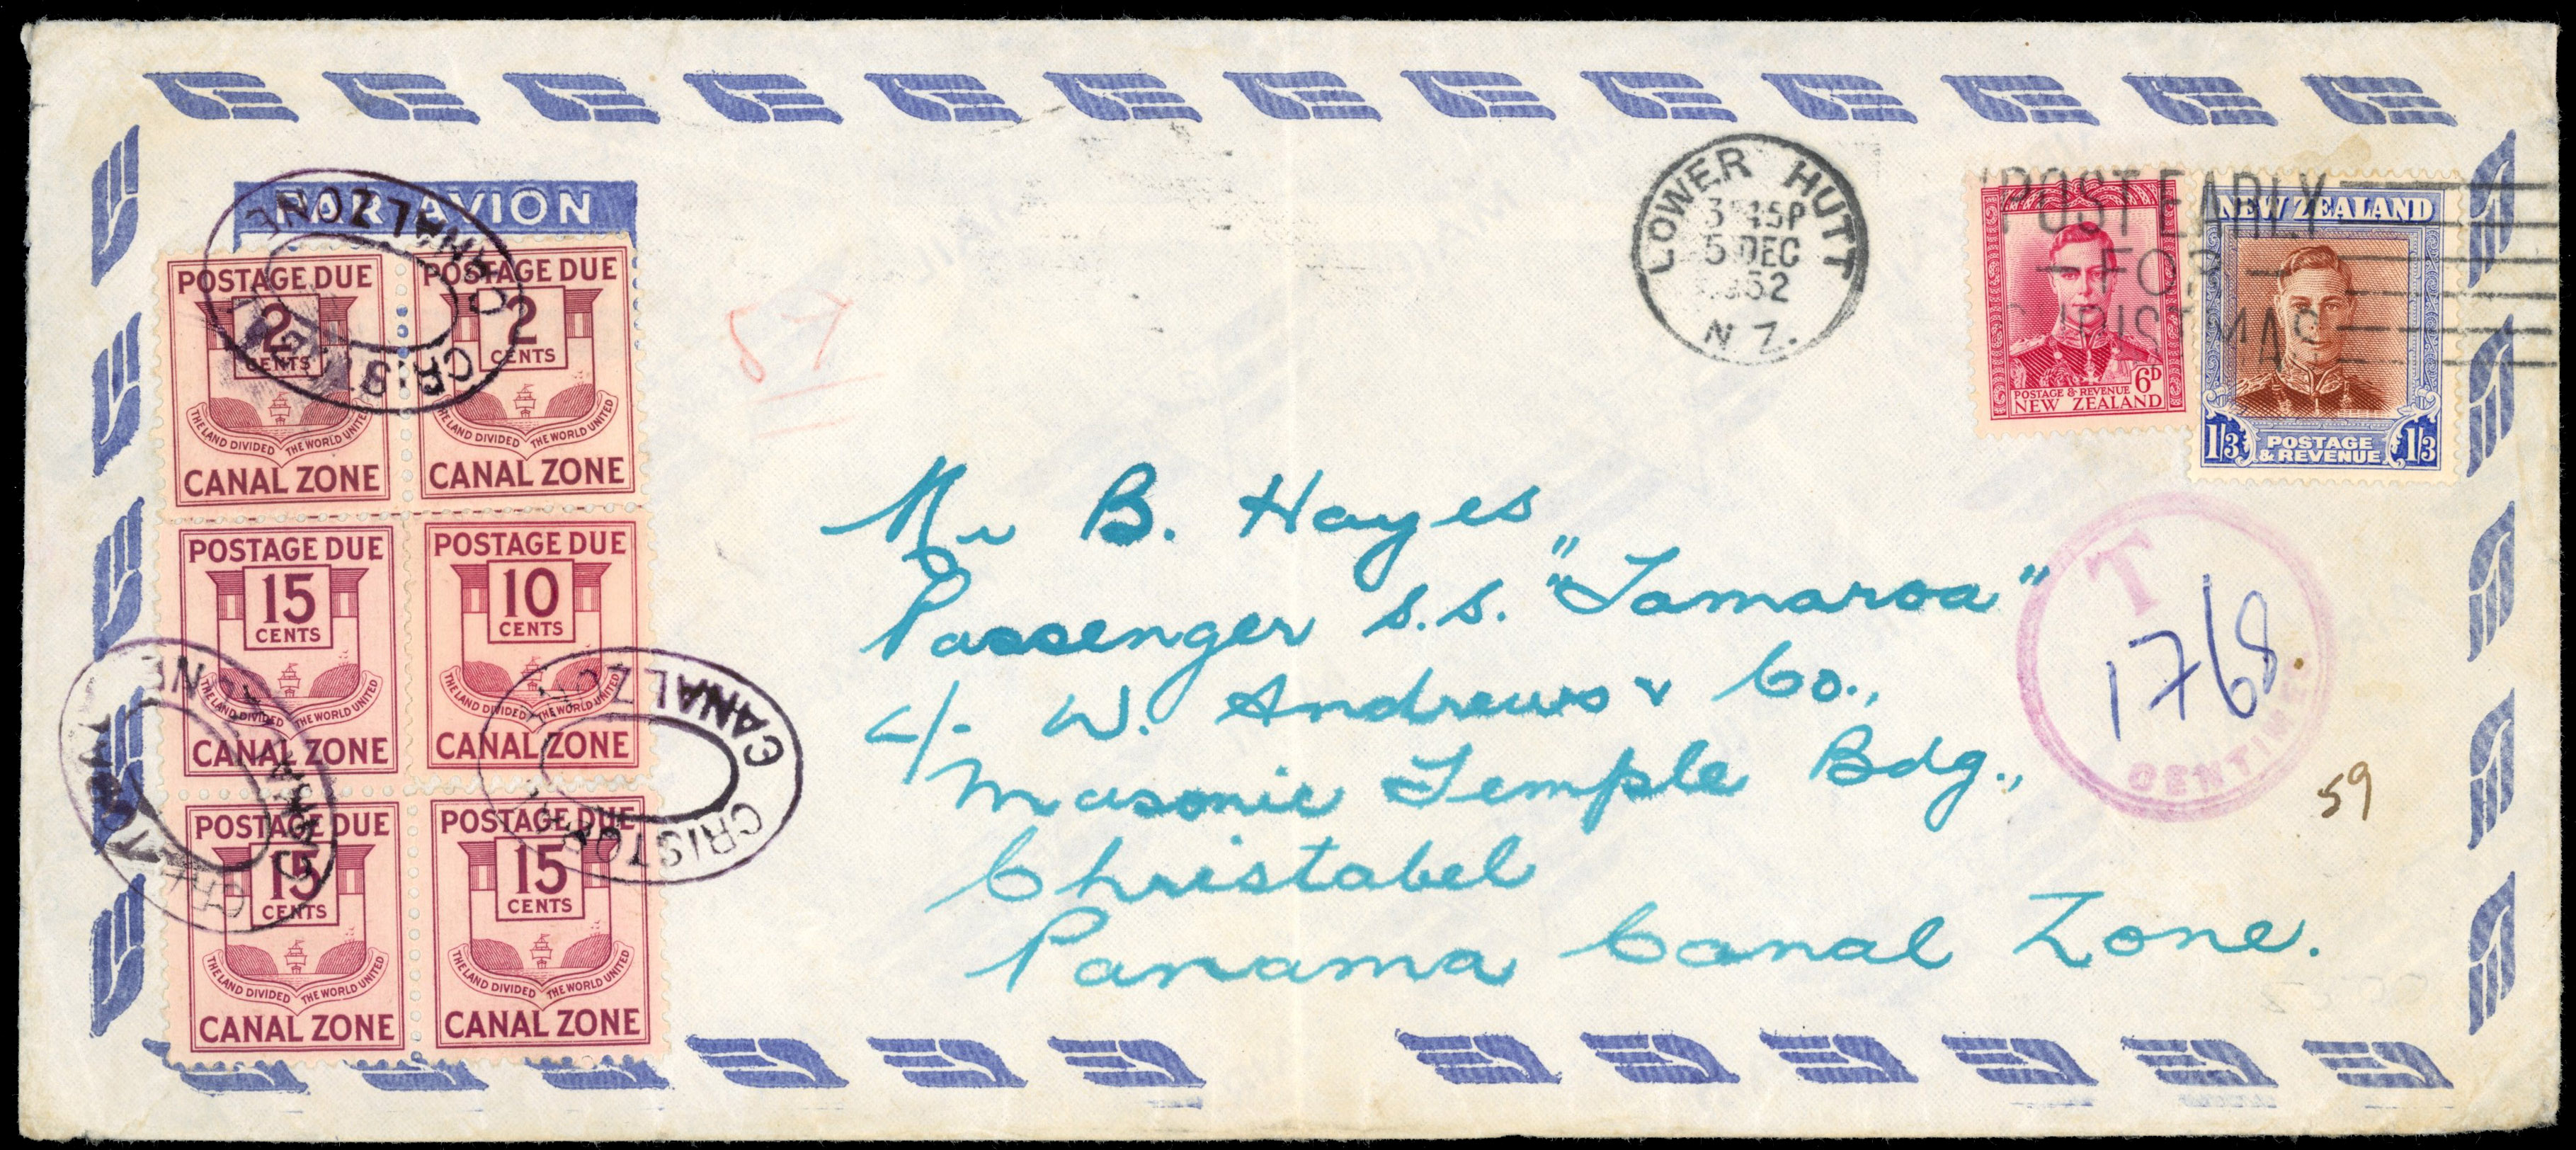 PAR AVION
POSTAGE DUE
2
CENTS
THE LAND DIVIDED THE WORLD UNITED
CANAL ZONE
POSTAGE DUE
2
CENTS
THE LAND DIVIDED THE WORLD UNITED
CANAL ZONE
POSTAGE DUE
15
CENTS
THE LAND DIVIDED THE WORLD UNITED
CANAL ZONE
POSTAGE DUE
10
CENTS
THE LAND DIVIDED THE WORLD UNITED
CANAL ZONE
POSTAGE DUE
15
CENTS
THE LAND DIVIDED THE WORLD UNITED
CANAL ZONE
POSTAGE DUE
15
CENTS
THE LAND DIVIDED THE WORLD UNITED
CANAL ZONE
CANAL ZONE
CRISTOBAL
LOWER HUTT
3 45P
5 DEC
1952
N Z.
POST EARLY
FOR
CHRISTMAS
POSTAGE & REVENUE 6D
NEW ZEALAND
NEW ZEALAND
1/3 POSTAGE & REVENUE 1/3
Mr B. Hayes
Passenger s.s. "Tamaroa"
c/- W. Andrews & Co.,
Masonic Temple Bdg.,
Christabel
Panama Canal Zone.
T
1768
CENTIMES
59